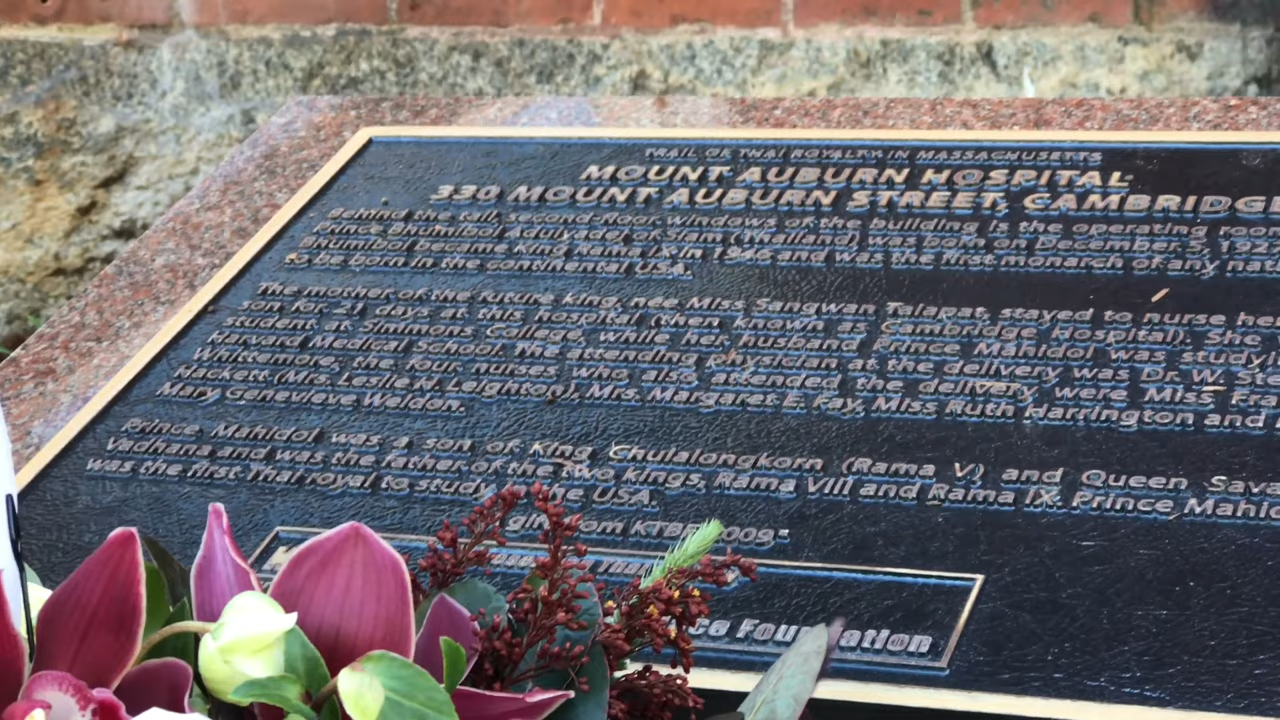 TRAIL OF THAI ROYALTY IN MASSACHUSETTS
MOUNT AUBURN HOSPITAL
330 MOUNT AUBURN STREET, CAMBRIDGE
Behind the tall, second-floor windows of the building is the operating room
Prince Bhumibol Adulyadej of Siam (Thailand) was born on December 5, 192
Bhumibol became King Rama IX in 1946 and was the first monarch of any nati
to be born in the continental USA.
The mother of the future king, née Miss Sangwan Talapat, stayed to nurse her
son for 21 days at this hospital (then known as Cambridge Hospital). She
student at Simmons College, while her husband Prince Mahidol was studyi
Harvard Medical School. The attending physician at the delivery was Dr. W. Ste
Whittemore; the four nurses who also attended the delivery were Miss Fra
Hackett (Mrs. Leslie H. Leighton), Mrs. Margaret E. Fay, Miss Ruth Harrington and
Mary Genevieve Weldon.
Prince Mahidol was a son of King Chulalongkorn (Rama V) and Queen Sava
Vadhana and was the father of the two kings, Rama VIII and Rama IX. Prince Mahid
was the first Thai royal to study the USA.
gift from KTBF 2009
Foundation